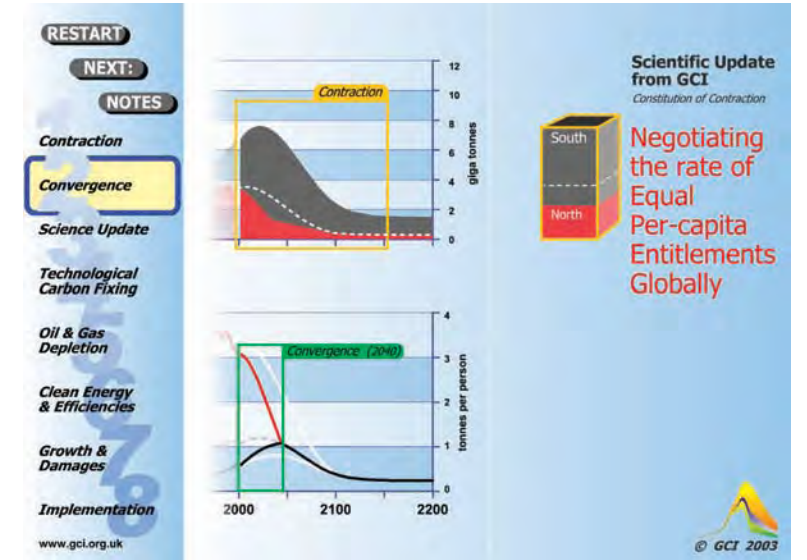 RESTART
NEXT:
NOTES
Contraction
Convergence
Science Update
Technological
Carbon Fixing
Oil & Gas
Depletion
Clean Energy
& Efficiencies
Growth &
Damages
Implementation
www.gci.org.uk
Contraction
12
10
8
6
4
2
0
giga tonnes
Convergence (2040)
4
3
2
1
0
tonnes per person
2000
2100
2200
Scientific Update
from GCI
Constitution of Contraction
South
North
Negotiating
the rate of
Equal
Per-capita
Entitlements
Globally
© GCI 2003